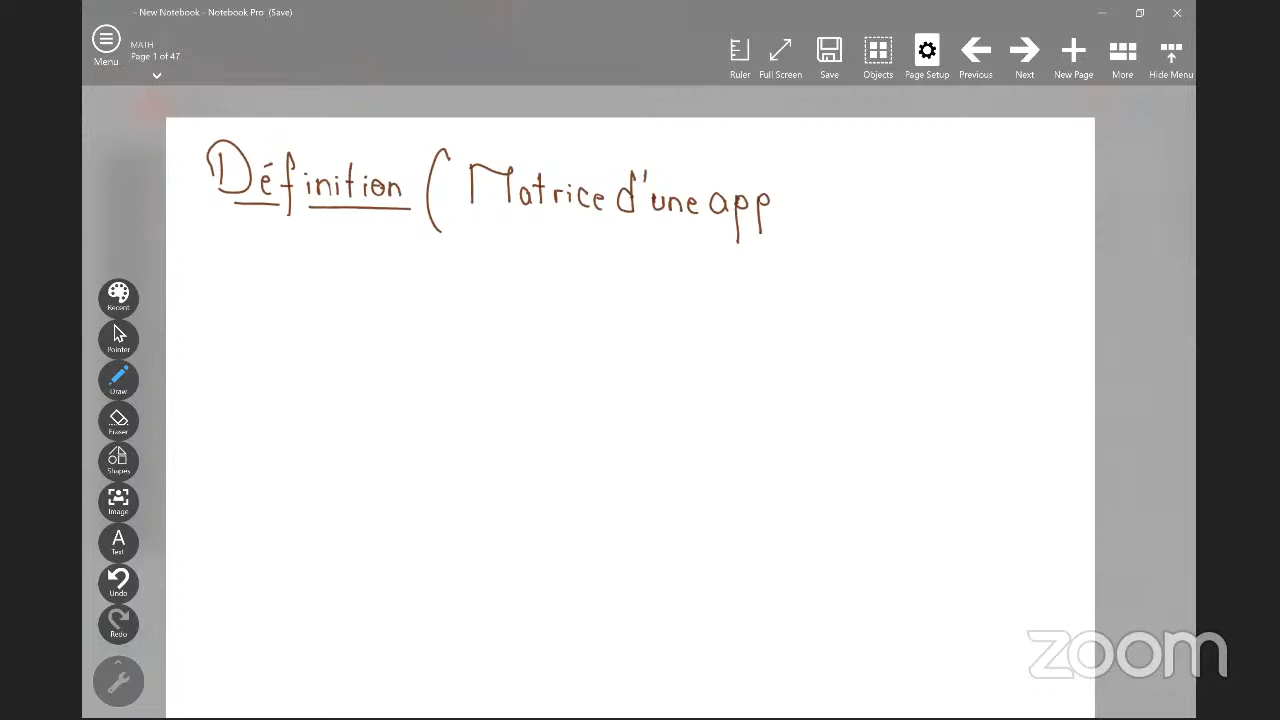 - New Notebook - Notebook Pro (Save)
Menu
MATH
Page 1 of 47
Ruler
Full Screen
Save
Objects
Page Setup
Previous
Next
New Page
More
Hide Menu
Définition ( Matrice d'une app
Recent
Pointer
Draw
Eraser
Shapes
Image
A
Text
Undo
Redo
zoom